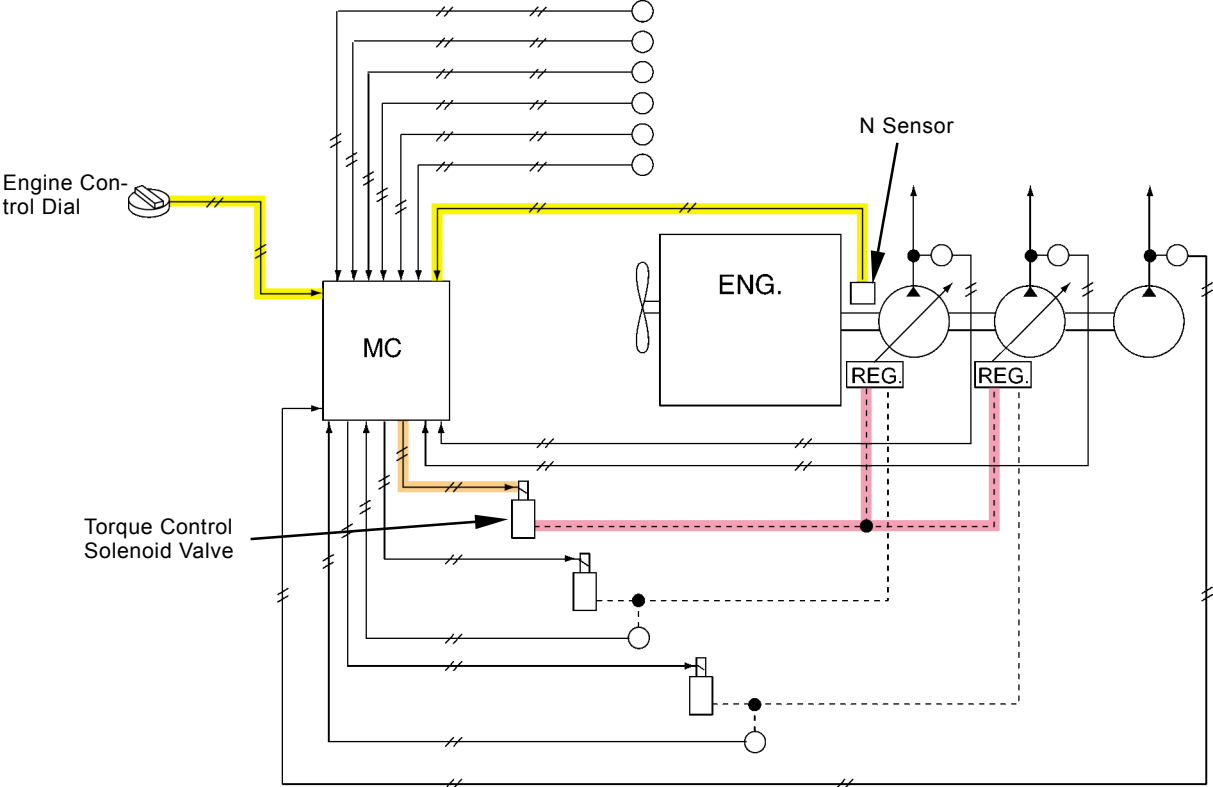 N Sensor
Engine Con-
trol Dial
ENG.
MC
REG.
REG.
Torque Control
Solenoid Valve